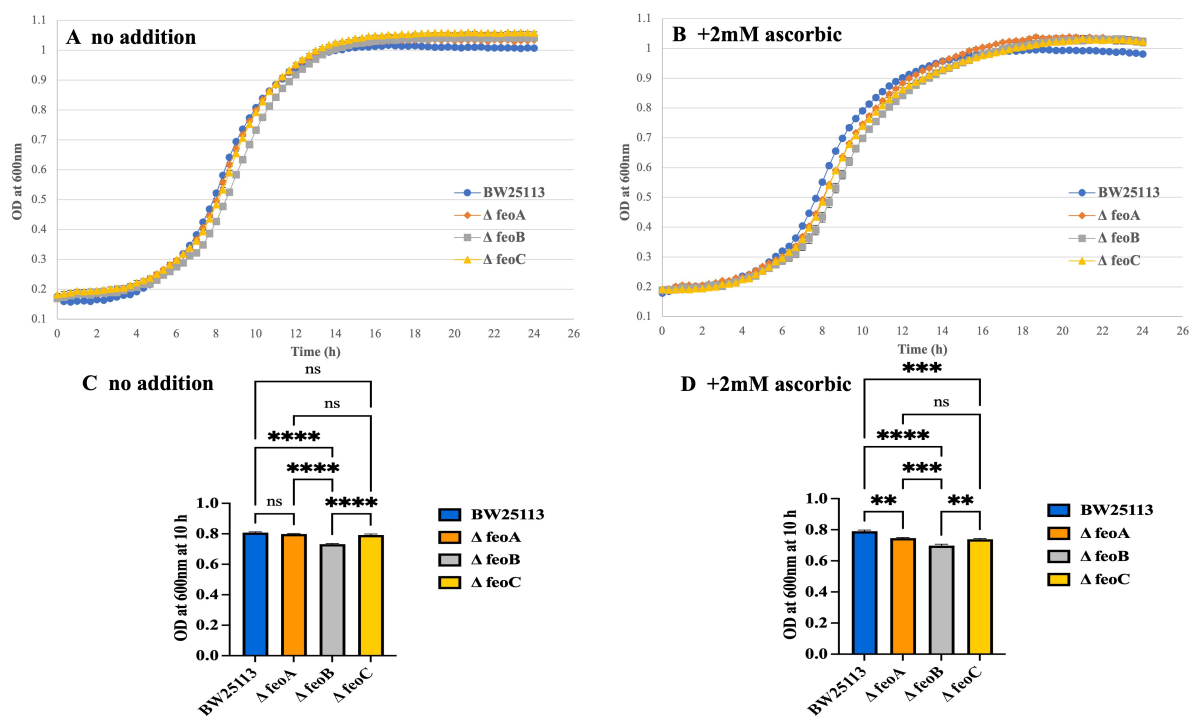 A no addition
1.1
1
0.9
0.8
0.7
0.6
0.5
0.4
0.3
0.2
0.1
OD at 600nm
0 2 4 6 8 10 12 14 16 18 20 22 24 26
Time (h)
BW25113
Δ feoA
Δ feoB
Δ feoC
B +2mM ascorbic
1.1
1
0.9
0.8
0.7
0.6
0.5
0.4
0.3
0.2
0.1
OD at 600nm
0 2 4 6 8 10 12 14 16 18 20 22 24 26
Time (h)
BW25113
Δ feoA
Δ feoB
Δ feoC
C no addition
ns
ns
****
****
ns ****
1.0
0.8
0.6
0.4
0.2
0.0
OD at 600nm at 10 h
BW25113
Δ feoA
Δ feoB
Δ feoC
BW25113 Δ feoA Δ feoB Δ feoC
D +2mM ascorbic
***
ns
****
***
** **
1.0
0.8
0.6
0.4
0.2
0.0
OD at 600nm at 10 h
BW25113
Δ feoA
Δ feoB
Δ feoC
BW25113 Δ feoA Δ feoB Δ feoC